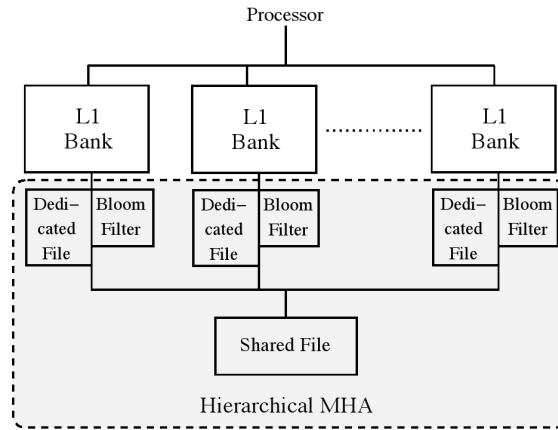 Processor
L1
Bank
L1
Bank
L1
Bank
Dedi-
cated
File
Bloom
Filter
Dedi-
cated
File
Bloom
Filter
Dedi-
cated
File
Bloom
Filter
Shared File
Hierarchical MHA